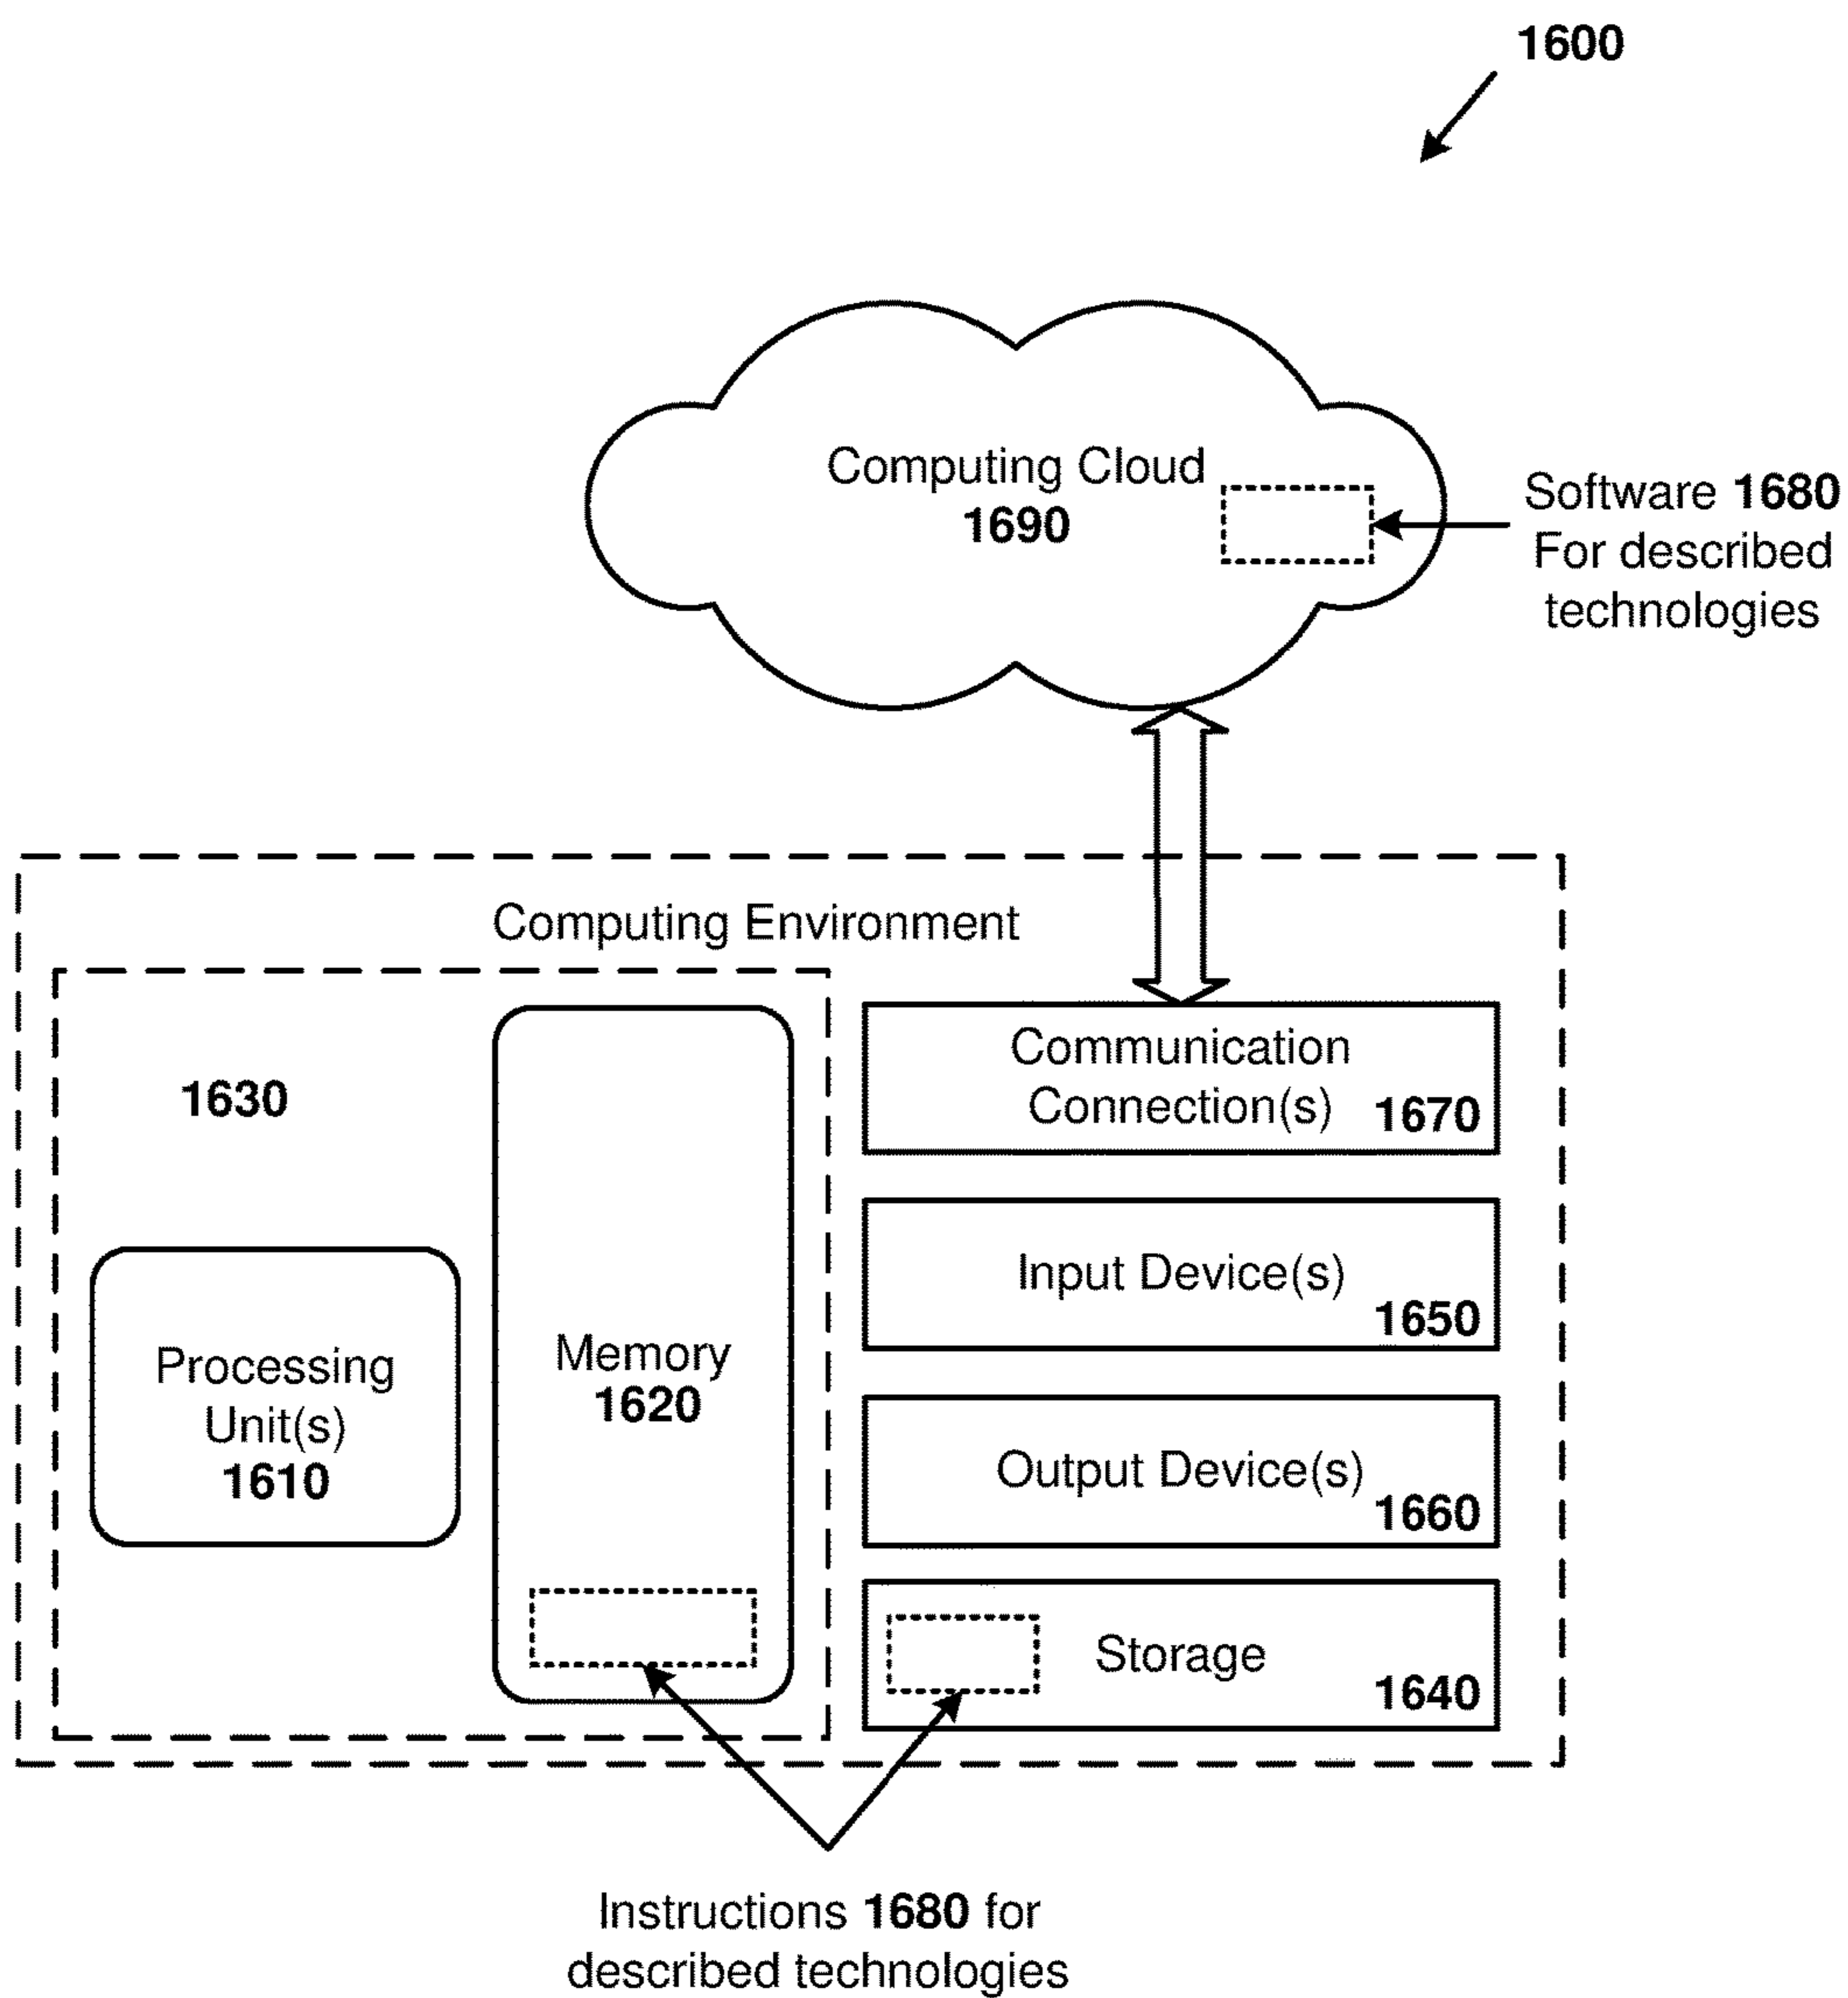 1600
Computing Cloud
1690
Software 1680
For described
technologies
Computing Environment
1630
Processing
Unit(s)
1610
Memory
1620
Communication
Connection(s) 1670
Input Device(s)
1650
Output Device(s)
1660
Storage
1640
Instructions 1680 for
described technologies